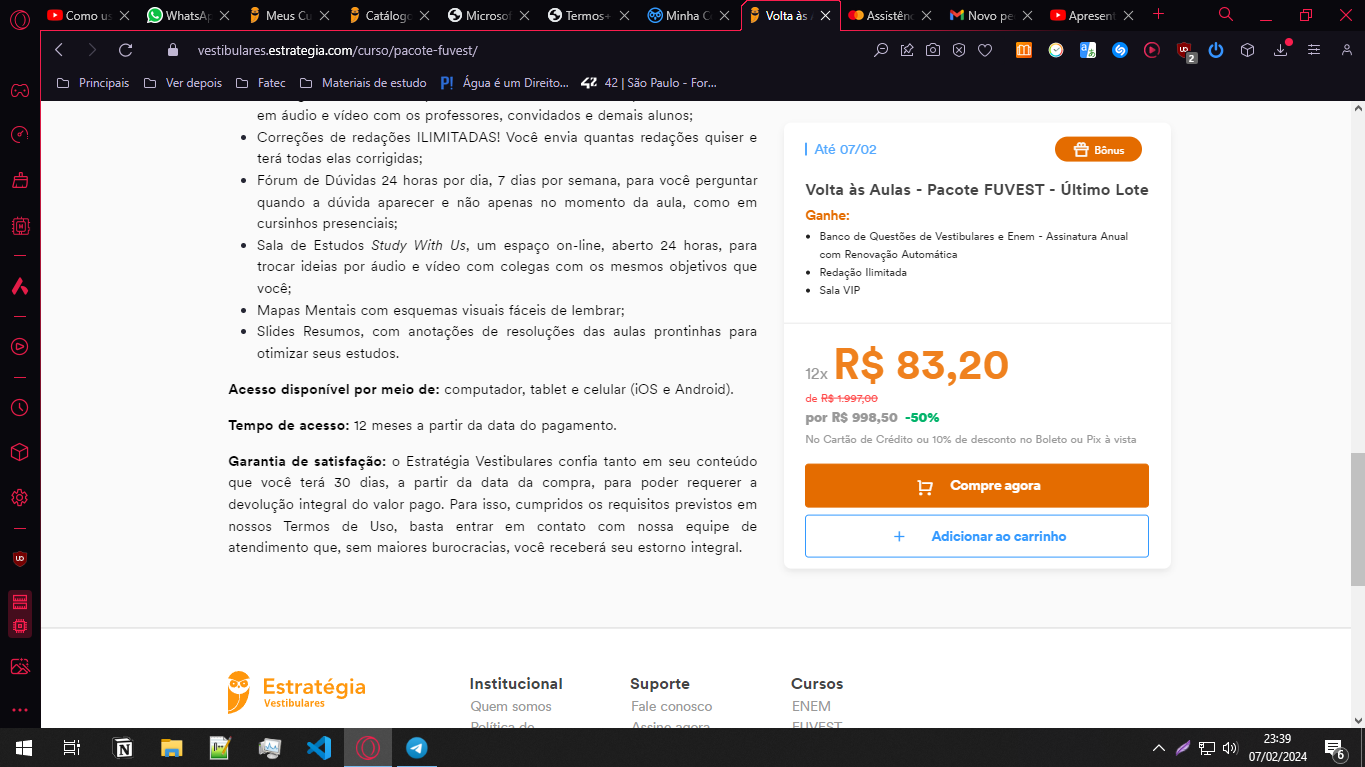 Como us
WhatsAp
Meus Cu
Catálogo
Microsof
Termos+
Minha C
Volta às A
Assistênc
Novo pe
Apresent
vestibulares.estrategia.com/curso/pacote-fuvest/
2
Principais
Ver depois
Fatec
Materiais de estudo
P! Água é um Direito...
42 | São Paulo - For...
em áudio e vídeo com os professores, convidados e demais alunos;
Correções de redações ILIMITADAS! Você envia quantas redações quiser e
terá todas elas corrigidas;
Fórum de Dúvidas 24 horas por dia, 7 dias por semana, para você perguntar
quando a dúvida aparecer e não apenas no momento da aula, como em
cursinhos presenciais;
Sala de Estudos Study With Us, um espaço on-line, aberto 24 horas, para
trocar ideias por áudio e vídeo com colegas com os mesmos objetivos que
você;
Mapas Mentais com esquemas visuais fáceis de lembrar;
Slides Resumos, com anotações de resoluções das aulas prontinhas para
otimizar seus estudos.
Acesso disponível por meio de: computador, tablet e celular (iOS e Android).
Tempo de acesso: 12 meses a partir da data do pagamento.
Garantia de satisfação: o Estratégia Vestibulares confia tanto em seu conteúdo
que você terá 30 dias, a partir da data da compra, para poder requerer a
devolução integral do valor pago. Para isso, cumpridos os requisitos previstos em
nossos Termos de Uso, basta entrar em contato com nossa equipe de
atendimento que, sem maiores burocracias, você receberá seu estorno integral.
Até 07/02
Bônus
Volta às Aulas - Pacote FUVEST - Último Lote
Ganhe:
Banco de Questões de Vestibulares e Enem - Assinatura Anual
com Renovação Automática
Redação Ilimitada
Sala VIP
12x R$ 83,20
de R$ 1.997,00
por R$ 998,50 -50%
No Cartão de Crédito ou 10% de desconto no Boleto ou Pix à vista
Compre agora
+ Adicionar ao carrinho
Estratégia
Vestibulares
Institucional
Quem somos
Política de
Suporte
Fale conosco
Assine agora
Cursos
ENEM
FUVEST
23:39
07/02/2024
6